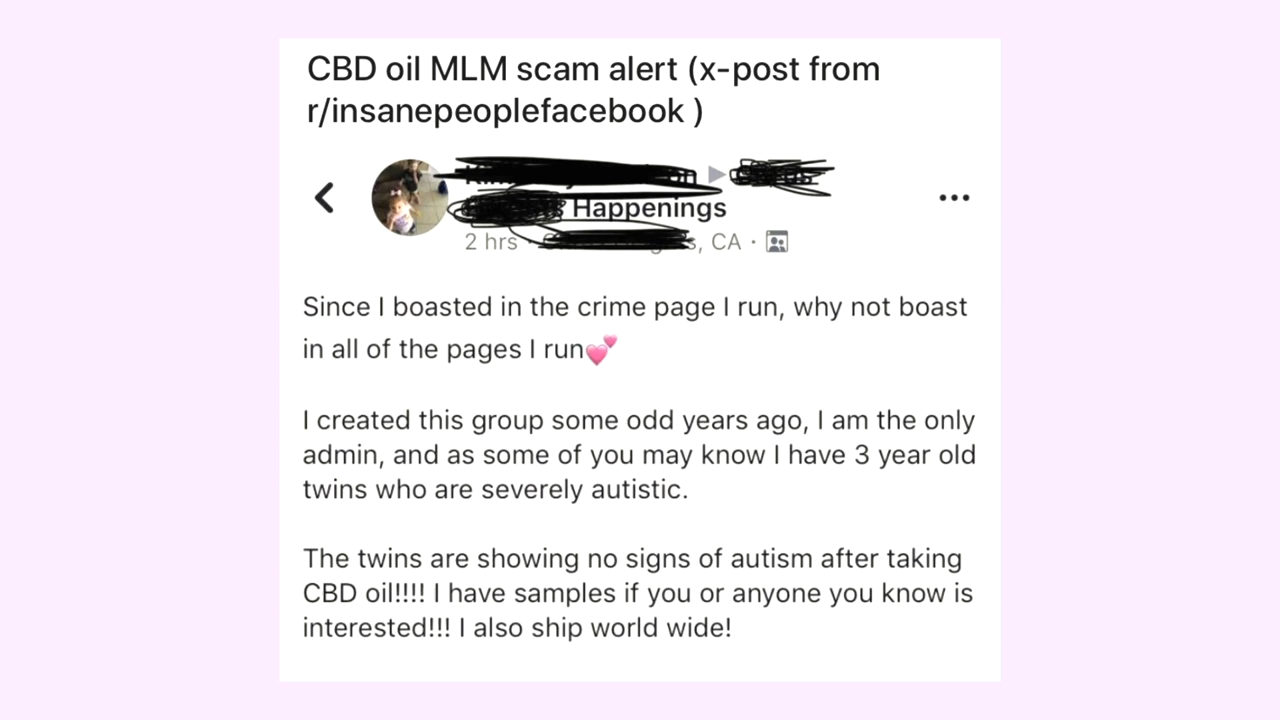 CBD oil MLM scam alert (x-post from
r/insanepeoplefacebook )
Happenings
2 hrs · , CA ·
Since I boasted in the crime page I run, why not boast
in all of the pages I run💕
I created this group some odd years ago, I am the only
admin, and as some of you may know I have 3 year old
twins who are severely autistic.
The twins are showing no signs of autism after taking
CBD oil!!!! I have samples if you or anyone you know is
interested!!! I also ship world wide!